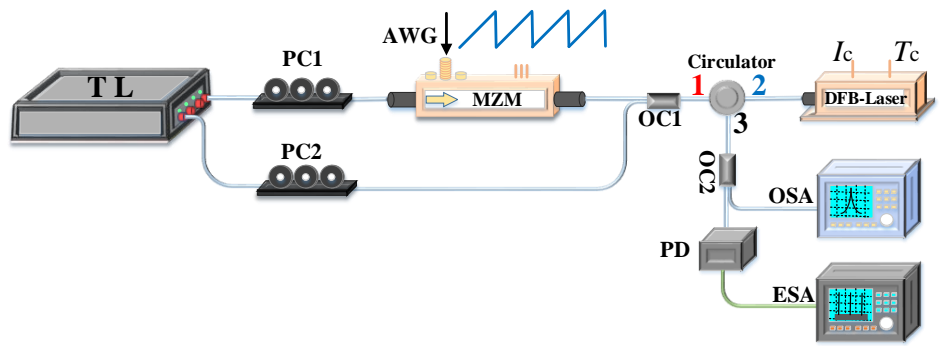 AWG
PC1
T L
MZM
OC1
Circulator
1
2
3
Ic
Tc
DFB-Laser
PC2
OC2
OSA
PD
ESA